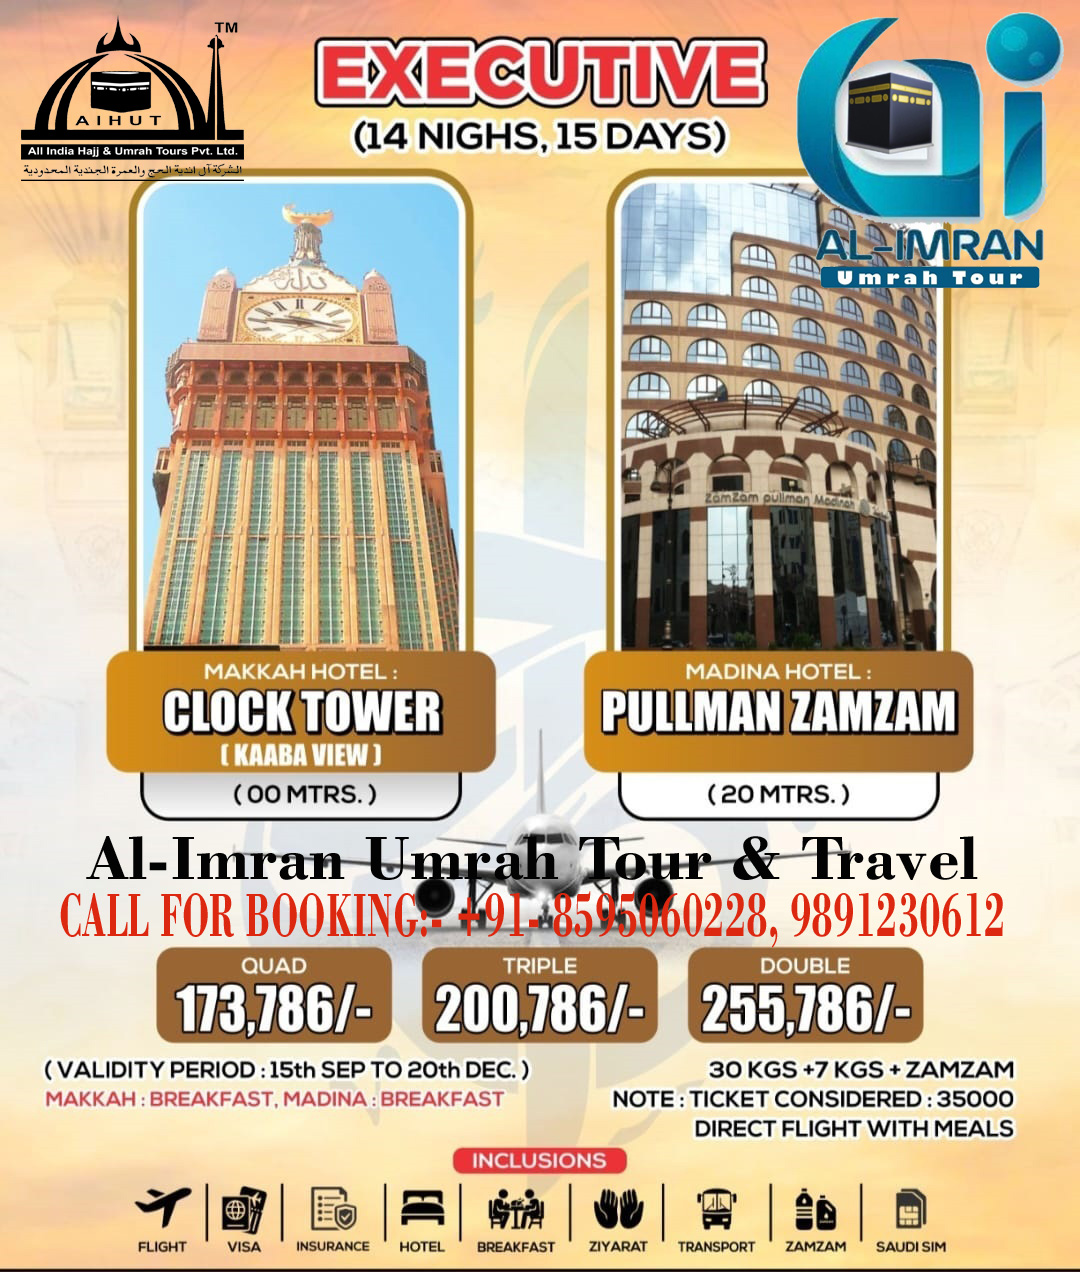 TM
AIHUT
All India Hajj & Umrah Tours Pvt. Ltd.
الشركة آل اندية الحج والعمرة الجندية المحدودية
EXECUTIVE
(14 NIGHS, 15 DAYS)
AL-IMRAN
Umrah Tour
الله
ZamZam pullman Madinah
MAKKAH HOTEL :
CLOCK TOWER
( KAABA VIEW )
( 00 MTRS. )
MADINA HOTEL :
PULLMAN ZAMZAM
( 20 MTRS. )
Al-Imran Umrah Tour & Travel
CALL FOR BOOKING:- +91- 8595060228, 9891230612
QUAD
173,786/-
TRIPLE
200,786/-
DOUBLE
255,786/-
( VALIDITY PERIOD : 15th SEP TO 20th DEC. )
MAKKAH : BREAKFAST, MADINA : BREAKFAST
30 KGS +7 KGS + ZAMZAM
NOTE : TICKET CONSIDERED : 35000
DIRECT FLIGHT WITH MEALS
INCLUSIONS
FLIGHT
VISA
INSURANCE
HOTEL
BREAKFAST
ZIYARAT
TRANSPORT
ZAMZAM
SAUDI SIM